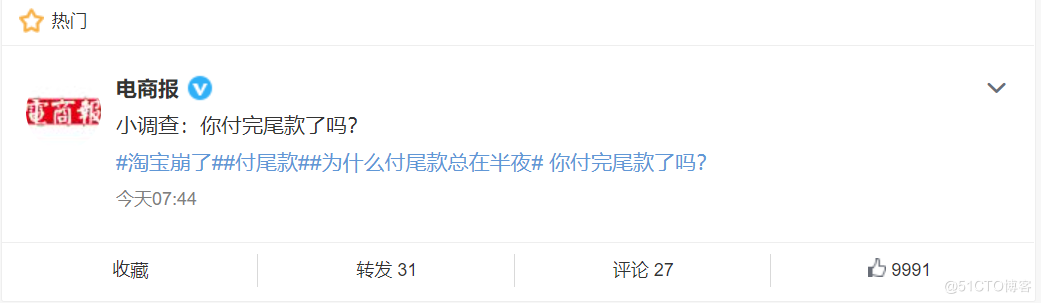 热门
电商报
電商報
小调查：你付完尾款了吗？
#淘宝崩了##付尾款##为什么付尾款总在半夜# 你付完尾款了吗？
今天07:44
收藏
转发 31
评论 27
9991
@51CTO博客